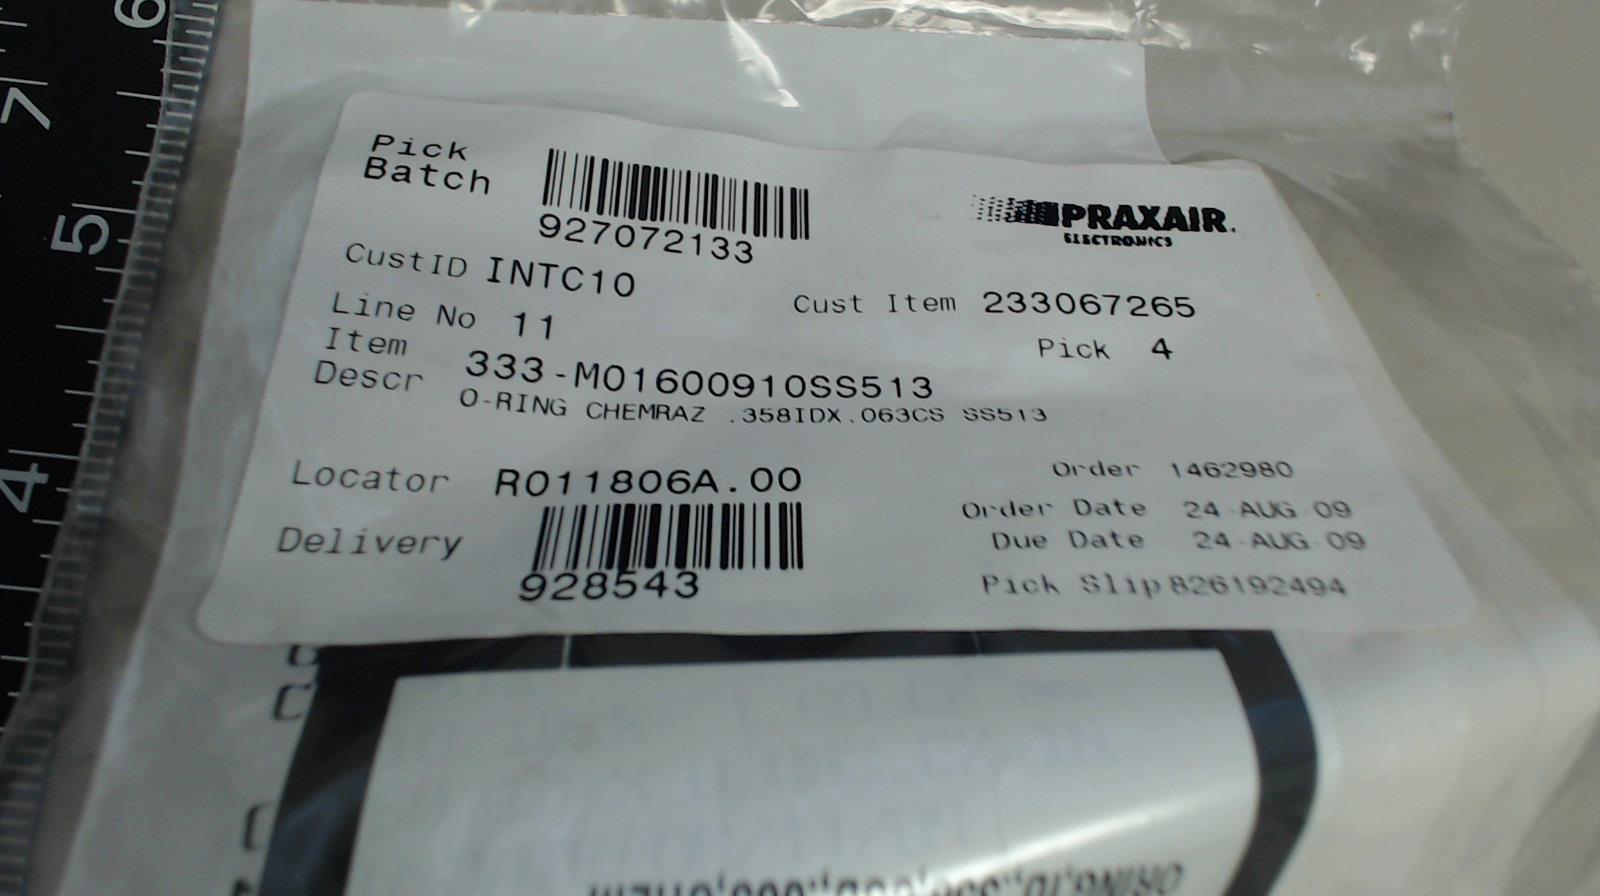 Pick
Batch
927072133
PRAXAIR.
ELECTRONICS
CustID INTC10
Cust Item 233067265
Line No 11
Pick 4
Item 333-M01600910SS513
Descr O-RING CHEMRAZ .358IDX.063CS SS513
Locator R011806A.00
Order 1462980
Order Date 24-AUG-09
Delivery
Due Date 24-AUG-09
928543
Pick Slip 826192494
6
7
5
4